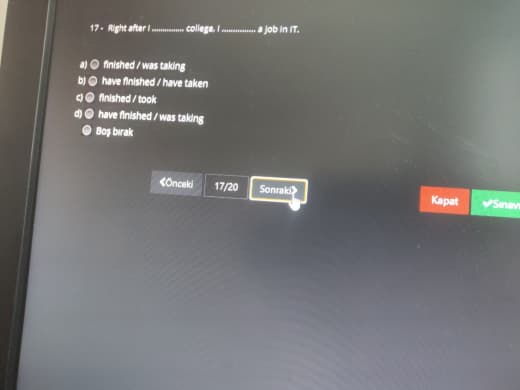 17 - Right after I .............. college, I .............. a job in IT.
a) finished / was taking
b) have finished / have taken
c) finished / took
d) have finished / was taking
Boş bırak
Önceki 17/20 Sonraki
Kapat